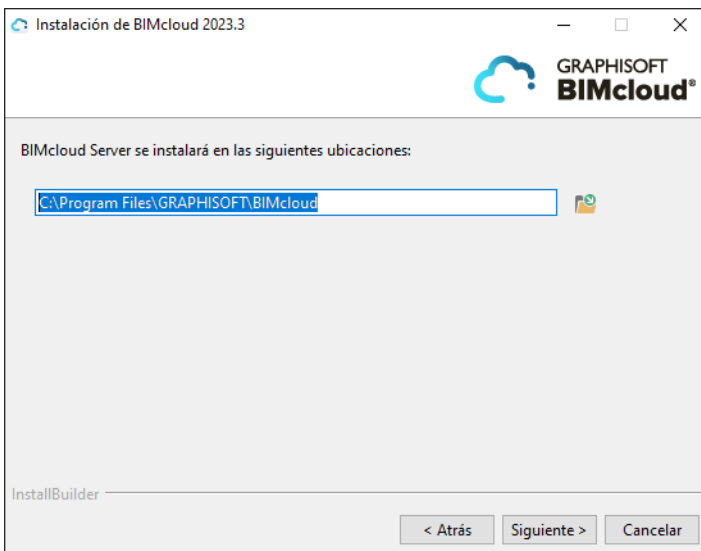 Instalación de BIMcloud 2023.3
GRAPHISOFT
BIMcloud®
BIMcloud Server se instalará en las siguientes ubicaciones:
C:\Program Files\GRAPHISOFT\BIMcloud
InstallBuilder
< Atrás
Siguiente >
Cancelar